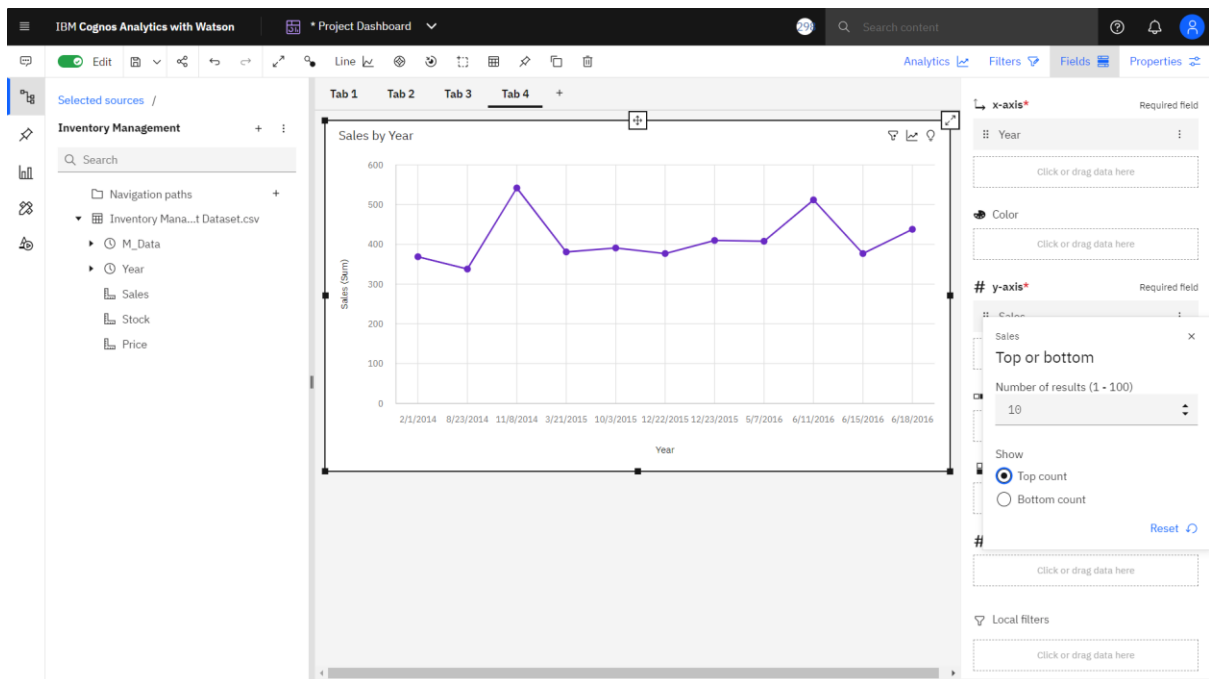 IBM Cognos Analytics with Watson
* Project Dashboard
Search content
Edit
Line
Analytics
Filters
Fields
Properties
Selected sources /
Inventory Management
Search
Navigation paths
Inventory Mana...t Dataset.csv
M_Data
Year
Sales
Stock
Price
Tab 1 Tab 2 Tab 3 Tab 4 +
Sales by Year
600
500
400
300
200
100
0
Sales (Sum)
2/1/2014 8/23/2014 11/8/2014 3/21/2015 10/3/2015 12/22/2015 12/23/2015 5/7/2016 6/11/2016 6/15/2016 6/18/2016
Year
x-axis* Required field
Year
Click or drag data here
Color
Click or drag data here
# y-axis* Required field
Sales
Sales
Top or bottom
Number of results (1 - 100)
10
Show
Top count
Bottom count
Reset
#
Click or drag data here
Local filters
Click or drag data here